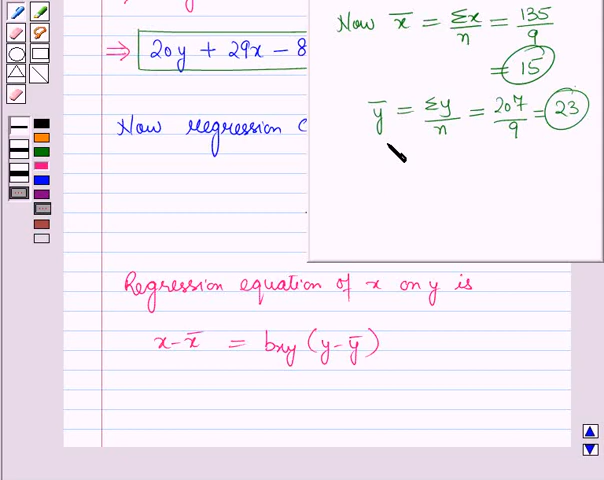 ⇒ 20y + 29x - 8
Now regression c
Now x̄ = Σx/n = 135/9
= 15
ȳ = Σy/n = 207/9 = 23
Regression equation of x on y is
x - x̄ = bxy (y - ȳ)